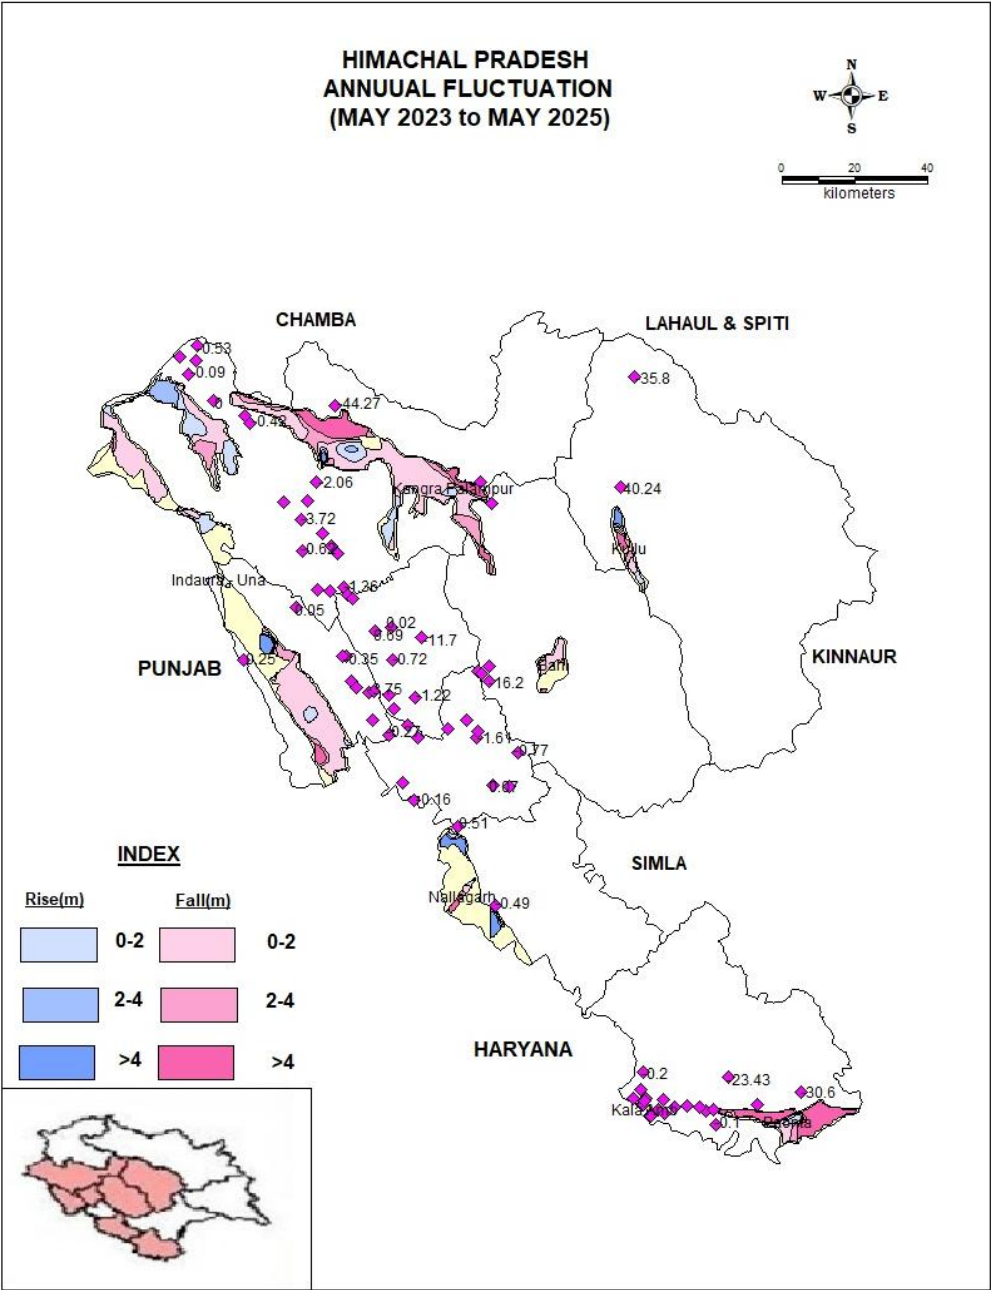 HIMACHAL PRADESH
ANNUUAL FLUCTUATION
(MAY 2023 to MAY 2025)
N
W E
S
0 20 40
kilometers
CHAMBA
LAHAUL & SPITI
0.53
0.09
0
-0.42
-44.27
-35.8
-2.06
Kangra Palampur
-40.24
-3.72
-0.62
Kullu
Indaura - Una
-1.36
0.05
0.02
0.69
-11.7
KINNAUR
PUNJAB
0.25
-0.35
-0.72
-16.2
-1.22
-0.27
-1.61
0.77
-0.16
0.51
INDEX
SIMLA
Rise(m) Fall(m)
Nallagarh
-0.49
0-2 0-2
2-4 2-4
>4 >4
HARYANA
-0.2
-23.43
-30.6
-0.1